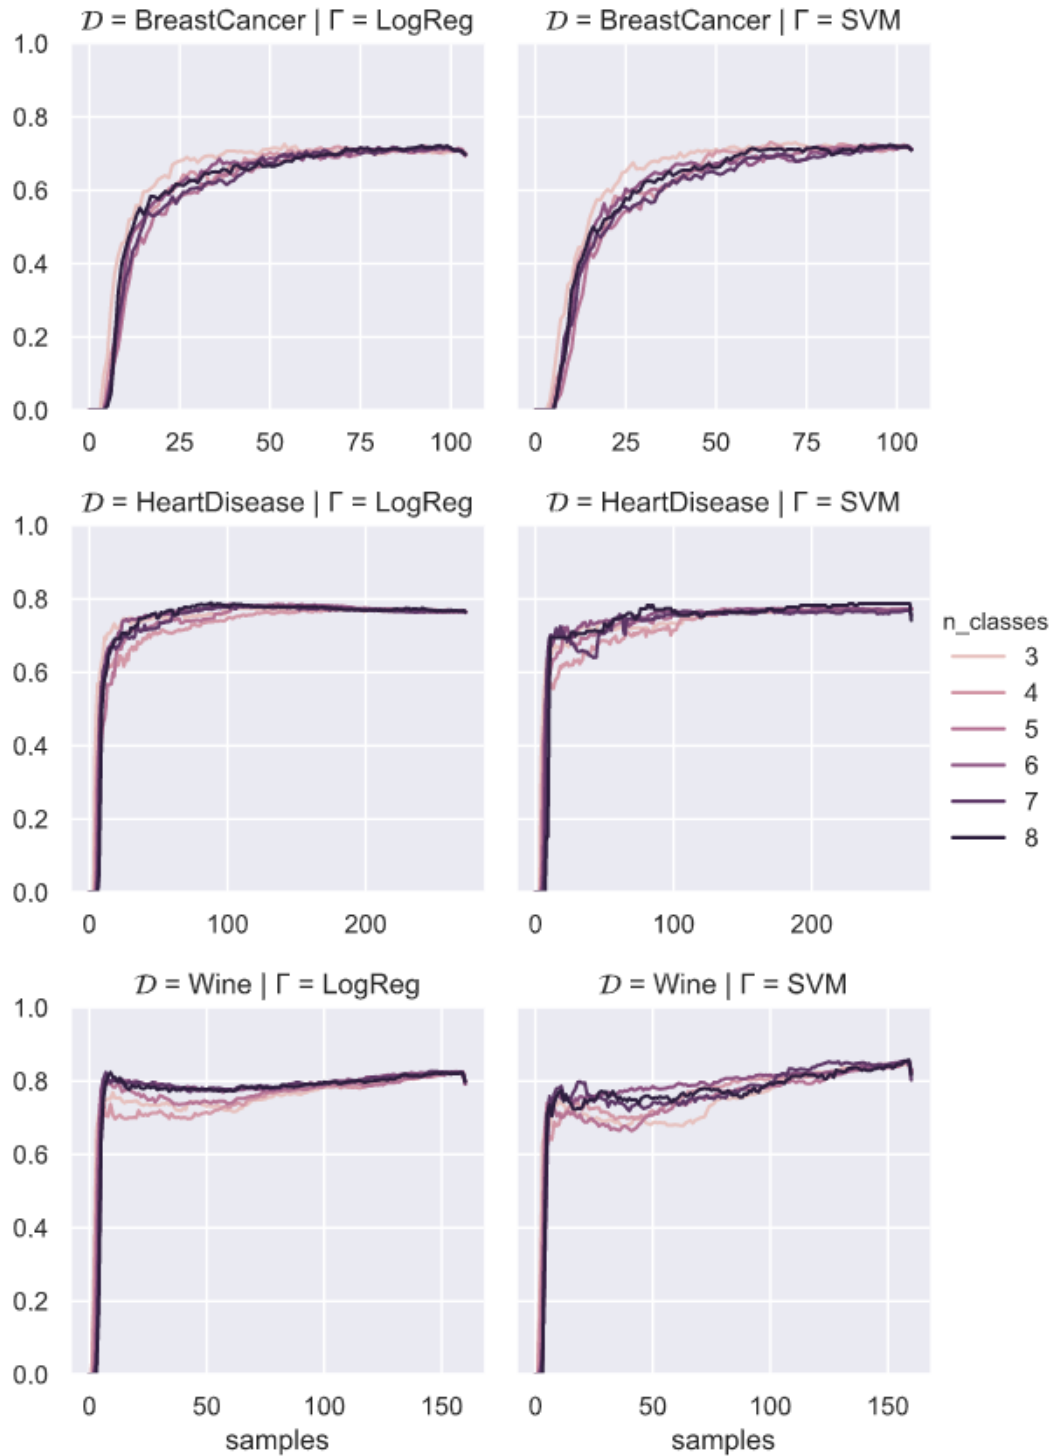 𝒟 = BreastCancer | Γ = LogReg
𝒟 = BreastCancer | Γ = SVM
1.0
0.8
0.6
0.4
0.2
0.0
0 25 50 75 100
0 25 50 75 100
𝒟 = HeartDisease | Γ = LogReg
𝒟 = HeartDisease | Γ = SVM
1.0
0.8
0.6
0.4
0.2
0.0
0 100 200
0 100 200
n_classes
3
4
5
6
7
8
𝒟 = Wine | Γ = LogReg
𝒟 = Wine | Γ = SVM
1.0
0.8
0.6
0.4
0.2
0.0
0 50 100 150
0 50 100 150
samples
samples